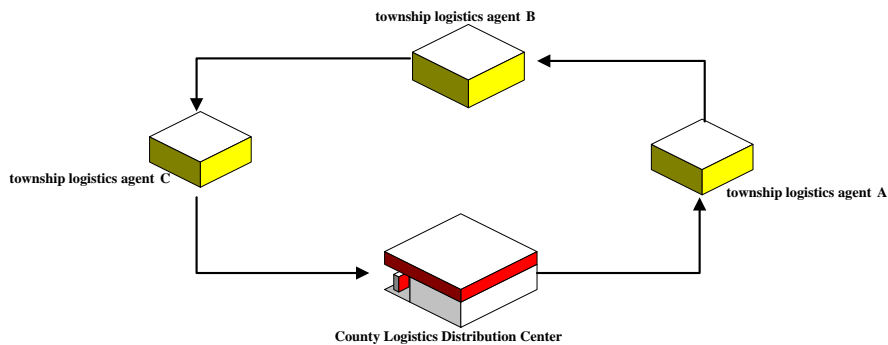 township logistics agent B
township logistics agent C
township logistics agent A
County Logistics Distribution Center